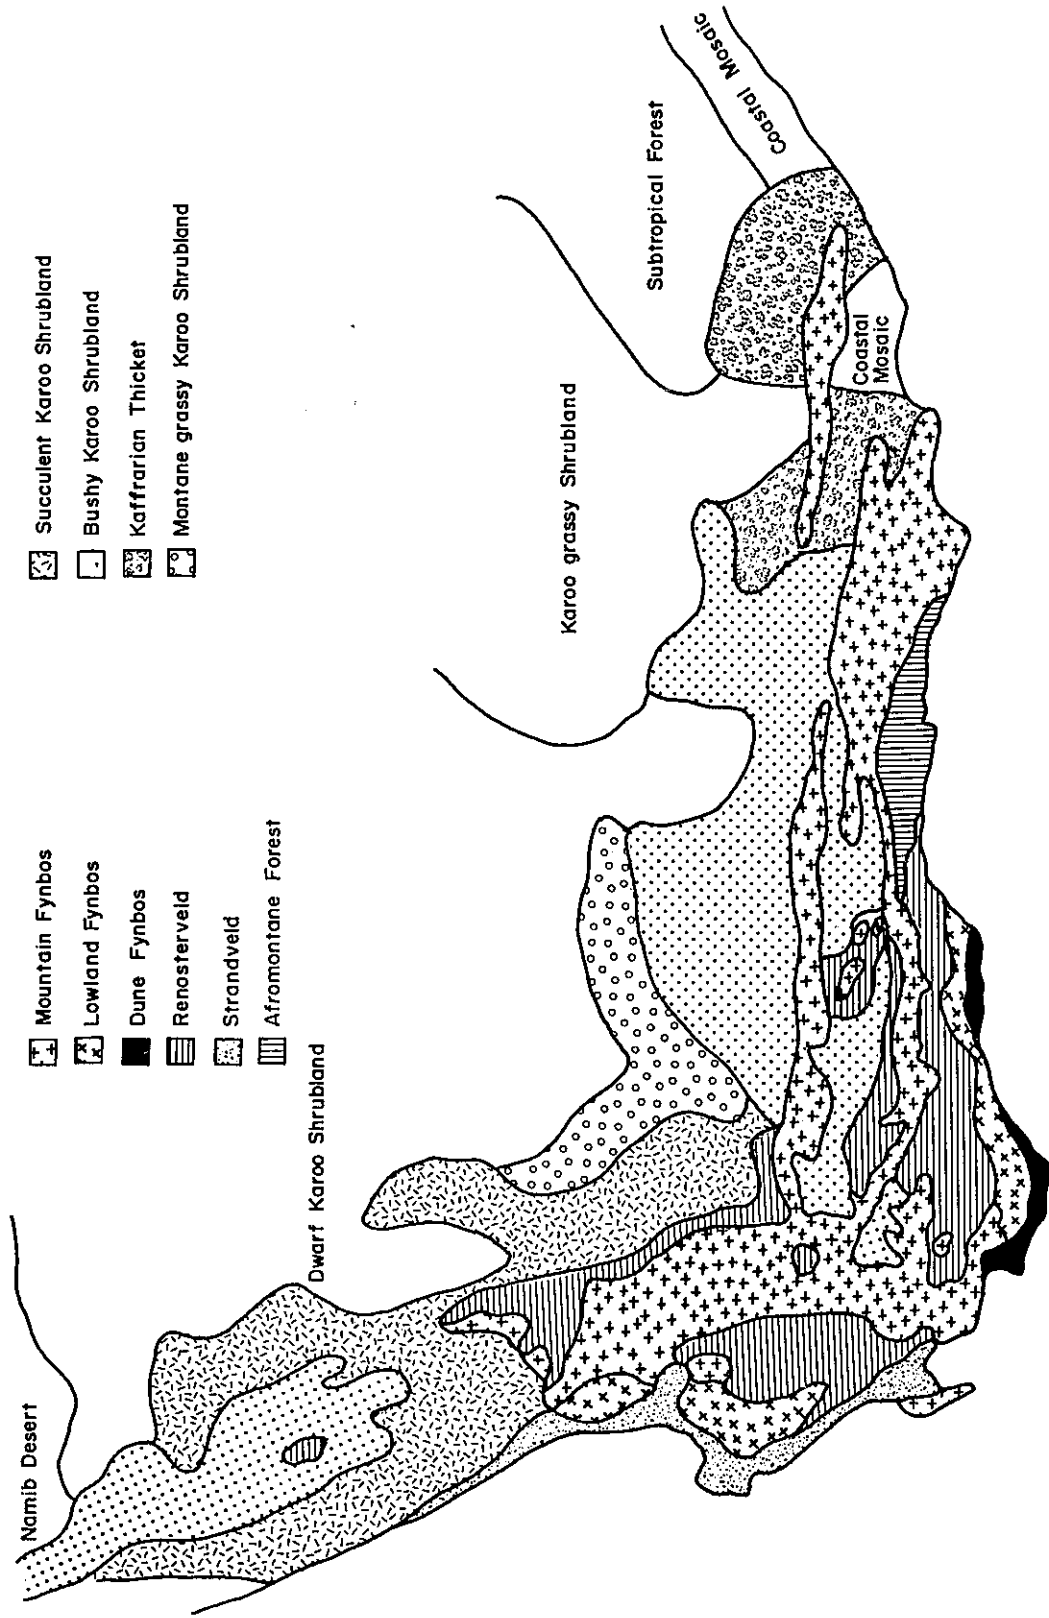 Mountain Fynbos
Lowland Fynbos
Dune Fynbos
Renosterveld
Strandveld
Afromontane Forest
Succulent Karoo Shrubland
Bushy Karoo Shrubland
Kaffrarian Thicket
Montane grassy Karoo Shrubland
Namib Desert
Dwarf Karoo Shrubland
Karoo grassy Shrubland
Subtropical Forest
Coastal Mosaic
Coastal
Mosaic